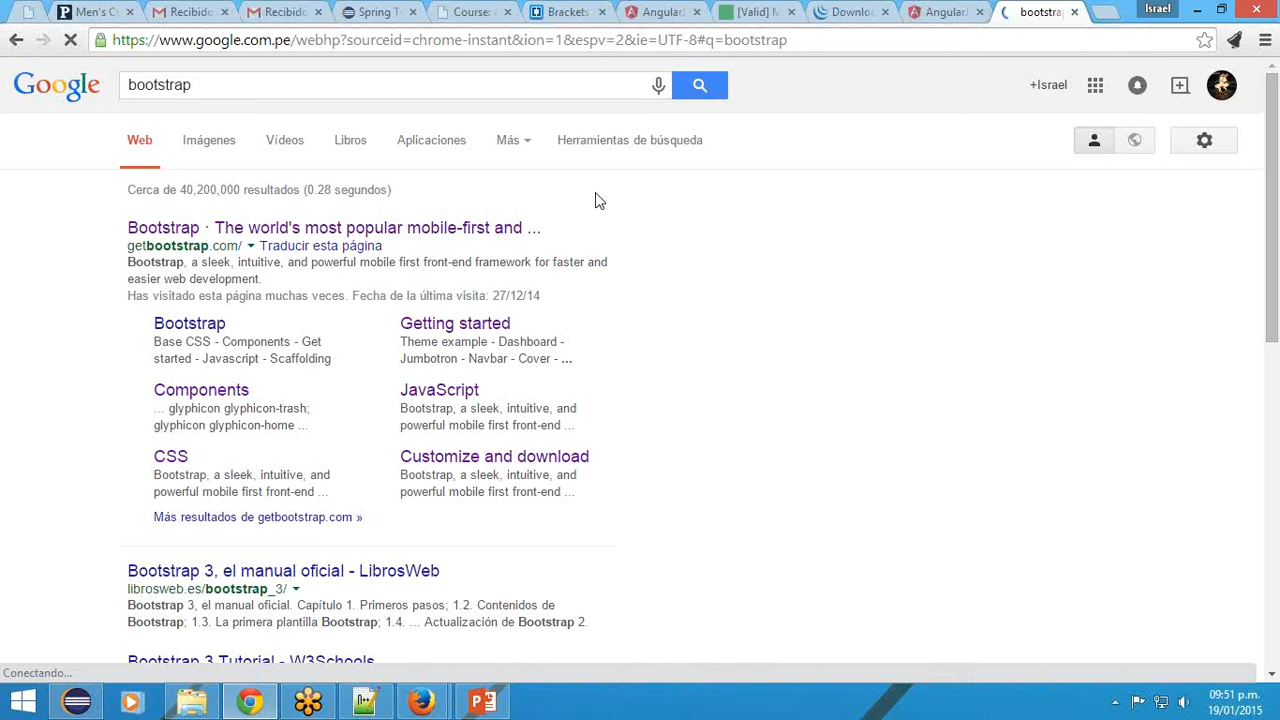 Men's C
Recibido
Recibido
Spring T
Course:
Brackets
AngularJ
[Valid] M
Downlo
AngularJ
bootstra
Israel
https://www.google.com.pe/webhp?sourceid=chrome-instant&ion=1&espv=2&ie=UTF-8#q=bootstrap
Google
bootstrap
+Israel
Web Imágenes Vídeos Libros Aplicaciones Más Herramientas de búsqueda
Cerca de 40,200,000 resultados (0.28 segundos)
Bootstrap · The world's most popular mobile-first and ...
getbootstrap.com/ Traducir esta página
Bootstrap, a sleek, intuitive, and powerful mobile first front-end framework for faster and
easier web development.
Has visitado esta página muchas veces. Fecha de la última visita: 27/12/14
Bootstrap
Base CSS - Components - Get
started - Javascript - Scaffolding
Getting started
Theme example - Dashboard -
Jumbotron - Navbar - Cover - ...
Components
... glyphicon glyphicon-trash;
glyphicon glyphicon-home ...
JavaScript
Bootstrap, a sleek, intuitive, and
powerful mobile first front-end ...
CSS
Bootstrap, a sleek, intuitive, and
powerful mobile first front-end ...
Customize and download
Bootstrap, a sleek, intuitive, and
powerful mobile first front-end ...
Más resultados de getbootstrap.com »
Bootstrap 3, el manual oficial - LibrosWeb
librosweb.es/bootstrap_3/
Bootstrap 3, el manual oficial. Capítulo 1. Primeros pasos; 1.2. Contenidos de
Bootstrap; 1.3. La primera plantilla Bootstrap; 1.4. ... Actualización de Bootstrap 2.
Bootstrap 3 Tutorial - W3Schools
Conectando...
09:51 p.m.
19/01/2015